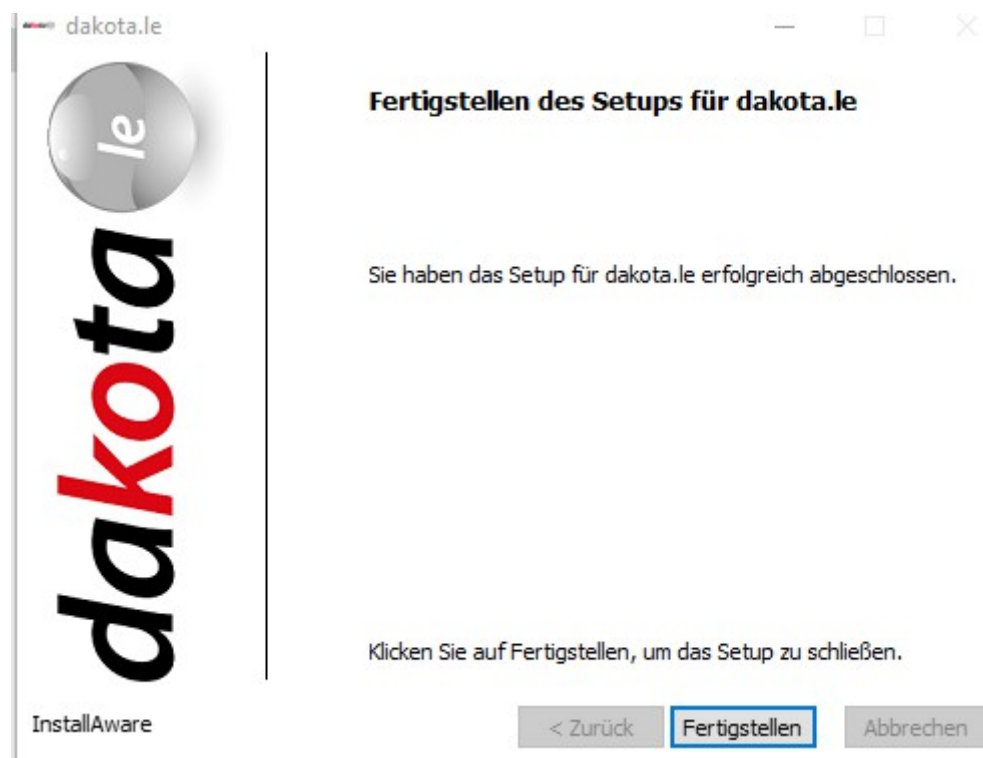 dakota.le
dakota le
Fertigstellen des Setups für dakota.le
Sie haben das Setup für dakota.le erfolgreich abgeschlossen.
Klicken Sie auf Fertigstellen, um das Setup zu schließen.
InstallAware
< Zurück Fertigstellen Abbrechen